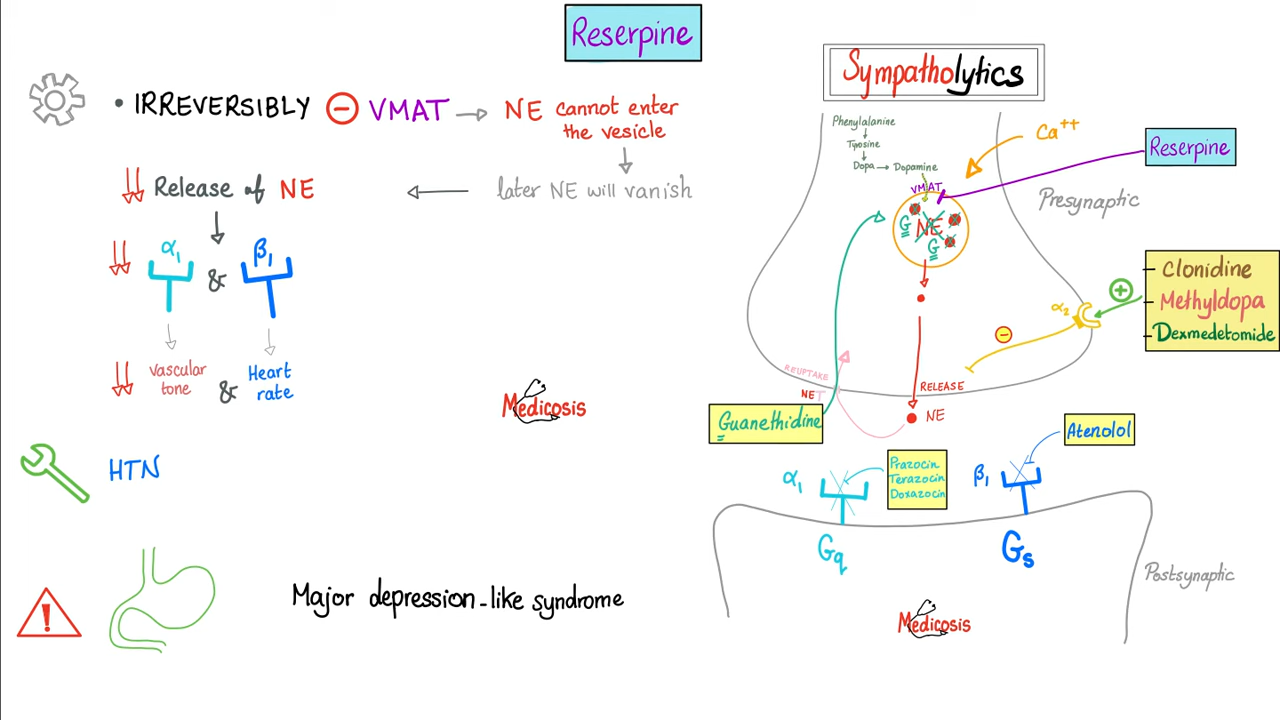 Reserpine
• IRREVERSIBLY ⊖ VMAT → NE cannot enter
the vesicle
later NE will vanish
↓↓ Release of NE
↓↓ α₁ & β₁
↓↓ Vascular tone & Heart rate
Medicosis
HTN
Major depression-like syndrome
Sympatholytics
Phenylalanine
Tyrosine
Dopa → Dopamine
VMAT
NE
G
G
Ca⁺⁺
Reserpine
Presynaptic
Clonidine
Methyldopa
Dexmedetomide
α₂
REUPTAKE
NET
RELEASE
NE
Guanethidine
Atenolol
α₁
Prazocin
Terazocin
Doxazocin
β₁
Gq
Gs
Postsynaptic
Medicosis